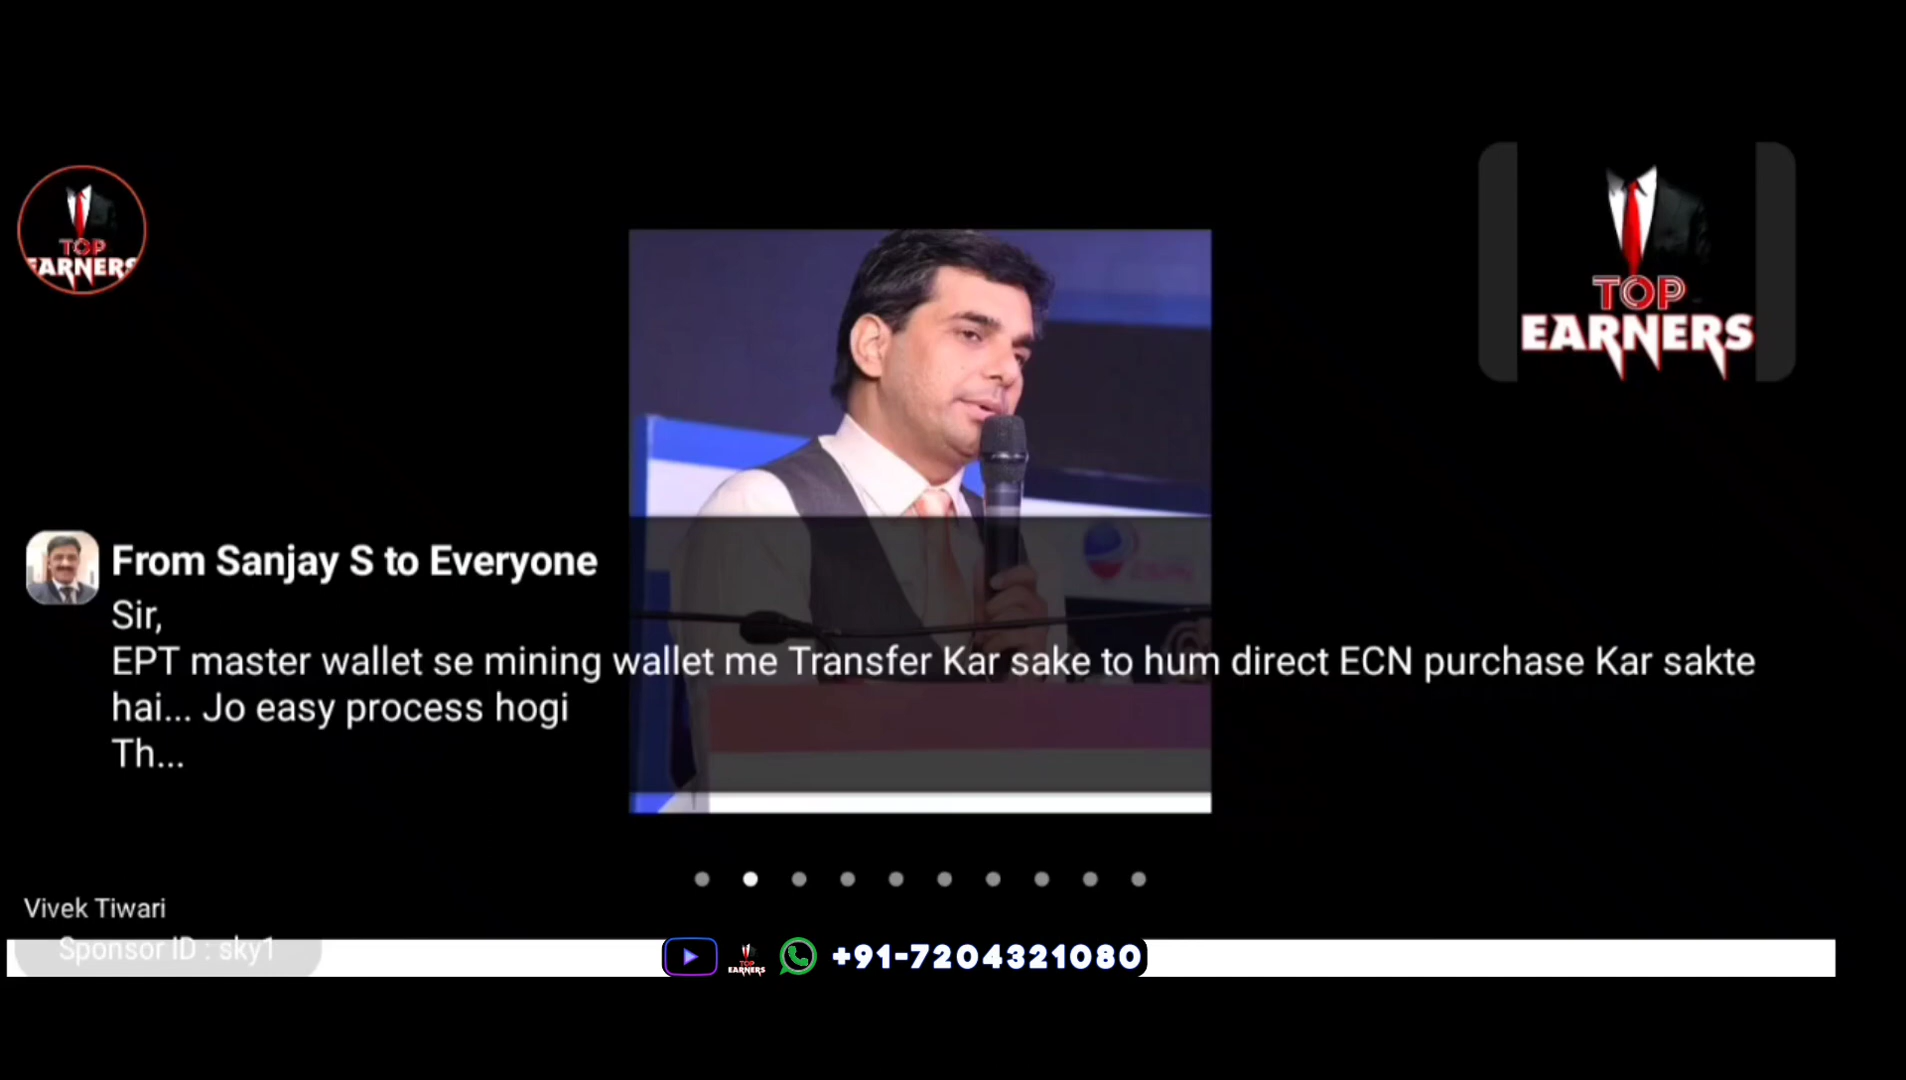 TOP
EARNERS
TOP
EARNERS
From Sanjay S to Everyone
Sir,
EPT master wallet se mining wallet me Transfer Kar sake to hum direct ECN purchase Kar sakte
hai... Jo easy process hogi
Th...
Vivek Tiwari
Sponsor ID : sky1
TOP
EARNERS
+91-7204321080